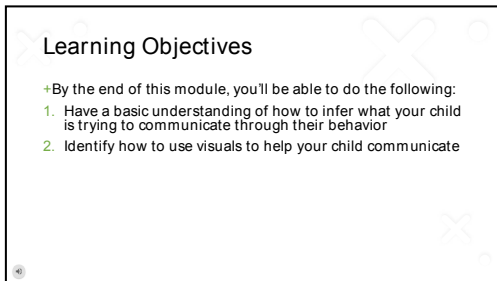 Learning Objectives
+By the end of this module, you'll be able to do the following:
1. Have a basic understanding of how to infer what your child
is trying to communicate through their behavior
2. Identify how to use visuals to help your child communicate